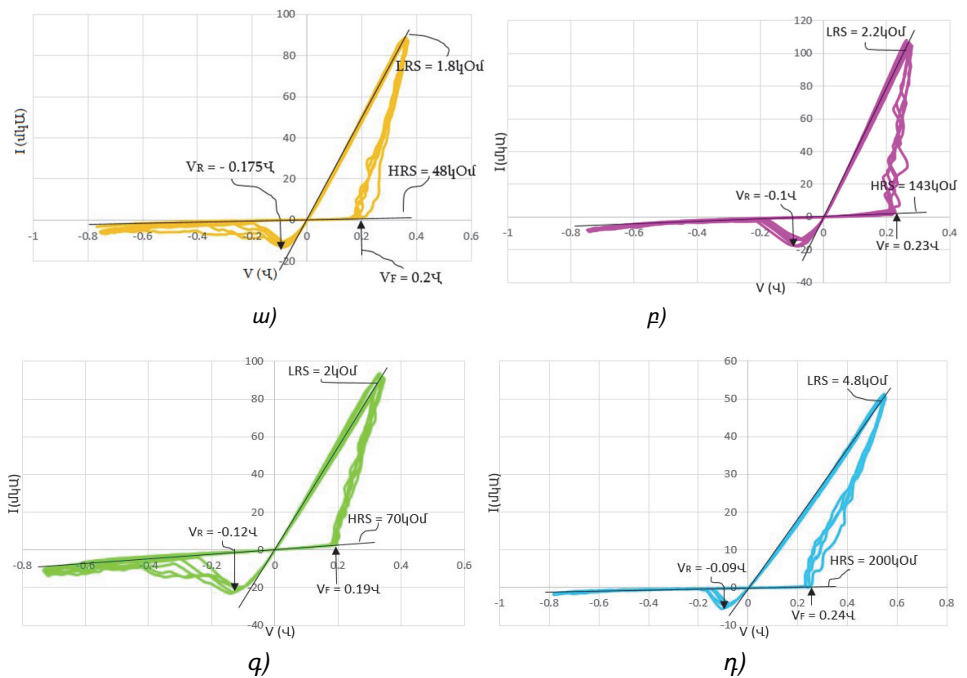 I (մկԱ)
100
80
60
40
20
0
-20
-40
-1
-0.8
-0.6
-0.4
-0.2
0
0.2
0.4
0.6
V (Վ)
LRS = 1.8կՕմ
HRS = 48կՕմ
VR = - 0.175Վ
VF = 0.2Վ
ա)
I(մկԱ)
120
100
80
60
40
20
0
-20
-40
-1
-0.8
-0.6
-0.4
-0.2
0
0.2
0.4
V (Վ)
LRS = 2.2կՕմ
HRS = 143կՕմ
VR = -0.1Վ
VF = 0.23Վ
բ)
I(մկԱ)
100
80
60
40
20
0
-20
-40
-0.8
-0.6
-0.4
-0.2
0
0.2
0.4
0.6
V (Վ)
LRS = 2կՕմ
HRS = 70կՕմ
VR = -0.12Վ
VF = 0.19Վ
գ)
I(մկԱ)
60
50
40
30
20
10
0
-10
-1
-0.8
-0.6
-0.4
-0.2
0
0.2
0.4
0.6
0.8
V (Վ)
LRS = 4.8կՕմ
HRS = 200կՕմ
VR = -0.09Վ
VF = 0.24Վ
դ)